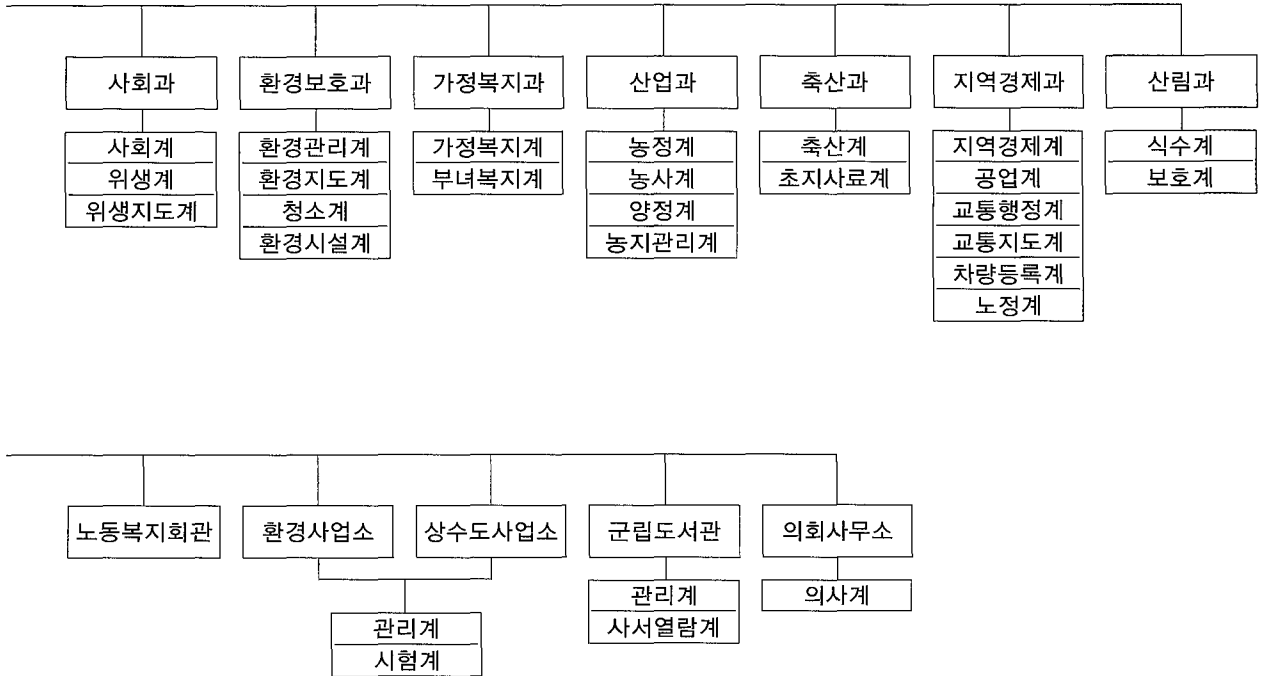 사회과 환경보호과 가정복지과 산업과 축산과 지역경제과 산림과
사회계 환경관리계 가정복지계 농정계 축산계 지역경제계 식수계
위생계 환경지도계 부녀복지계 농사계 초지사료계 공업계 보호계
위생지도계 청소계 양정계 교통행정계
환경시설계 농지관리계 교통지도계
차량등록계
노정계
노동복지회관 환경사업소 상수도사업소 군립도서관 의회사무소
관리계 의사계
관리계 사서열람계
시험계